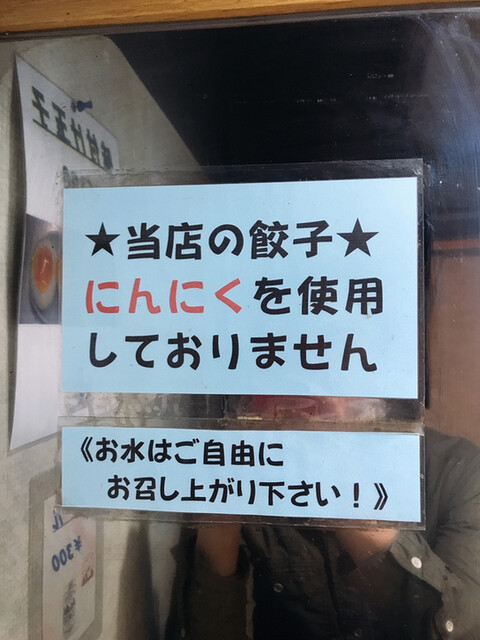 ★当店の餃子★
にんにくを使用
しておりません
《お水はご自由に
お召し上がり下さい！》
¥300